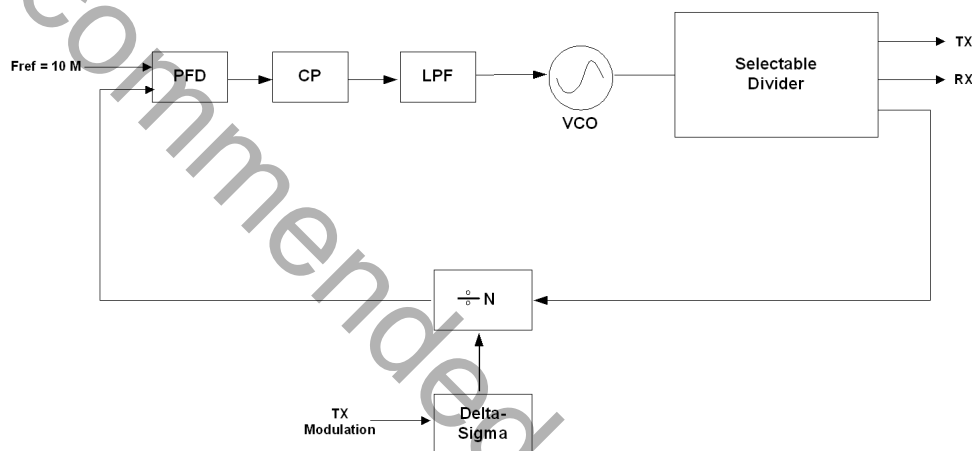 Fref = 10 M
PFD
CP
LPF
VCO
Selectable
Divider
TX
RX
÷ N
TX
Modulation
Delta-
Sigma
commended